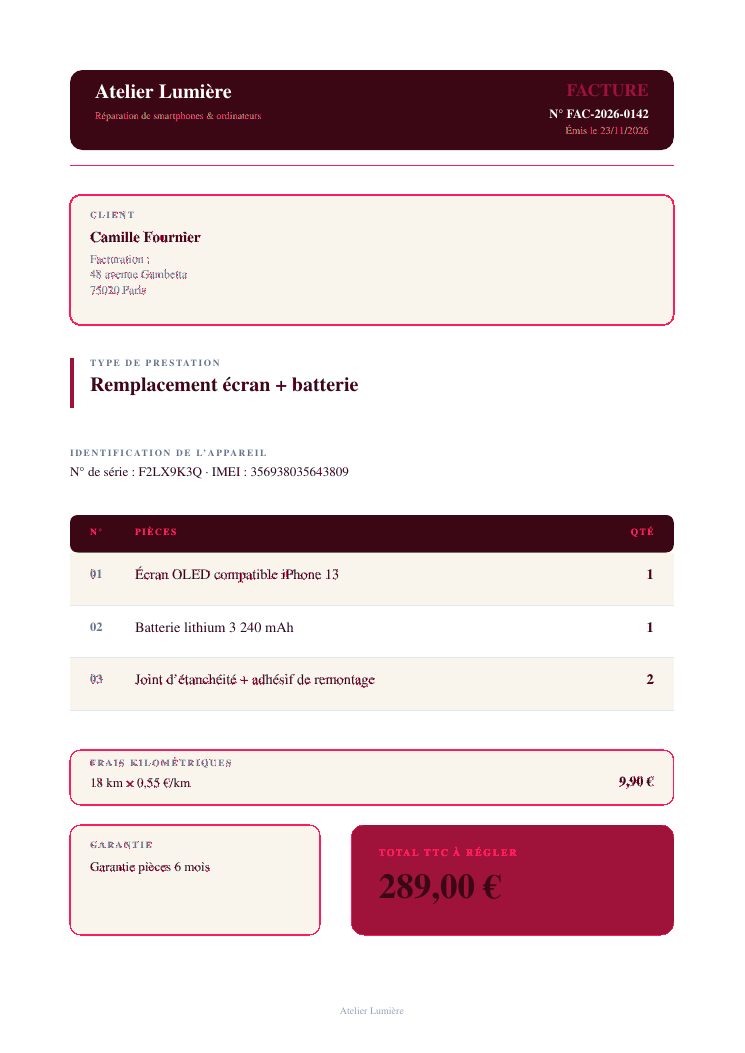 Atelier Lumière
Réparation de smartphones & ordinateurs
FACTURE
N° FAC-2026-0142
Émis le 23/11/2026
CLIENT
Camille Fournier
Facturation :
48 avenue Gambetta
75020 Paris
TYPE DE PRESTATION
Remplacement écran + batterie
IDENTIFICATION DE L'APPAREIL
N° de série : F2LX9K3Q · IMEI : 356938035643809
N° PIÈCES QTÉ
01 Écran OLED compatible iPhone 13 1
02 Batterie lithium 3 240 mAh 1
03 Joint d'étanchéité + adhésif de remontage 2
FRAIS KILOMÉTRIQUES
18 km × 0,55 €/km 9,90 €
GARANTIE
Garantie pièces 6 mois
TOTAL TTC À RÉGLER
289,00 €
Atelier Lumière